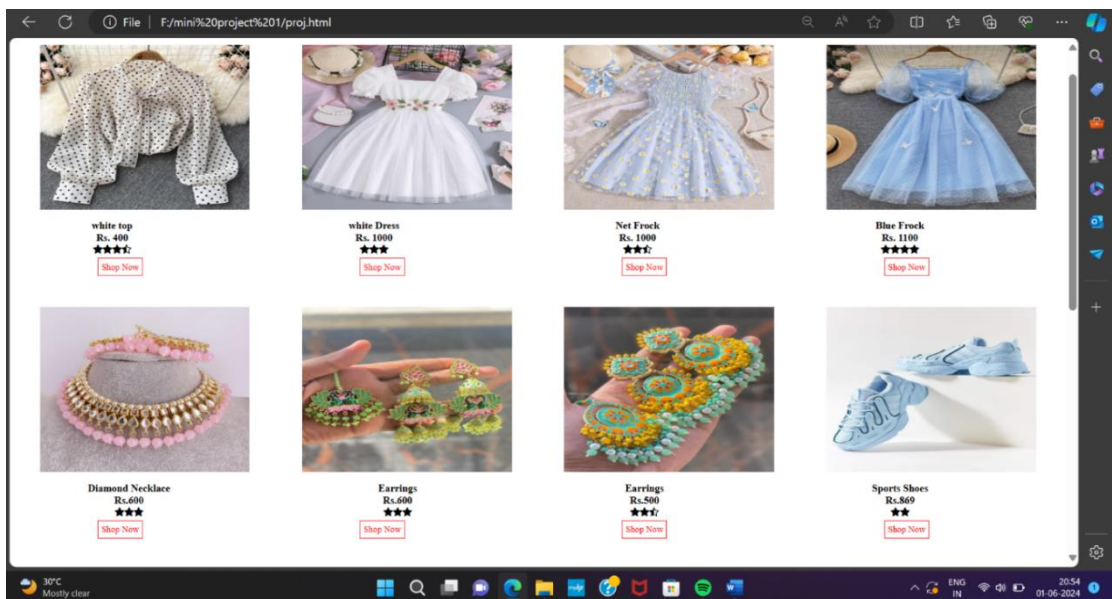 File
F:/mini%20project%201/proj.html
white top
Rs. 400
Shop Now
white Dress
Rs. 1000
Shop Now
Net Frock
Rs. 1000
Shop Now
Blue Frock
Rs. 1100
Shop Now
Diamond Necklace
Rs.600
Shop Now
Earrings
Rs.600
Shop Now
Earrings
Rs.500
Shop Now
Sports Shoes
Rs.869
Shop Now
30°C
Mostly clear
ENG
IN
20:54
01-06-2024